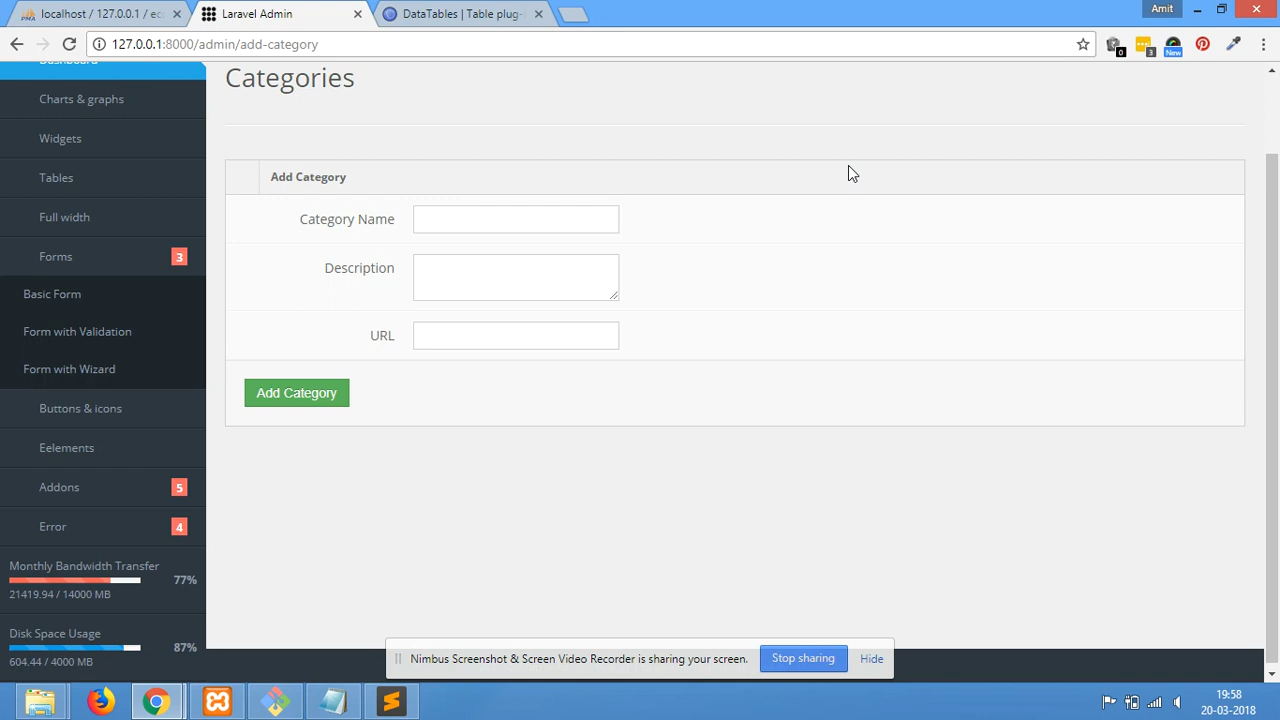 localhost / 127.0.0.1 / ec
Laravel Admin
DataTables | Table plug-
Amit
127.0.0.1:8000/admin/add-category
0
3
New
Dashboard
Categories
Charts & graphs
Widgets
Tables
Full width
Forms
3
Basic Form
Form with Validation
Form with Wizard
Buttons & icons
Eelements
Addons
5
Error
4
Monthly Bandwidth Transfer
77%
21419.94 / 14000 MB
Disk Space Usage
87%
604.44 / 4000 MB
Add Category
Category Name
Description
URL
Add Category
Nimbus Screenshot & Screen Video Recorder is sharing your screen.
Stop sharing
Hide
19:58
20-03-2018